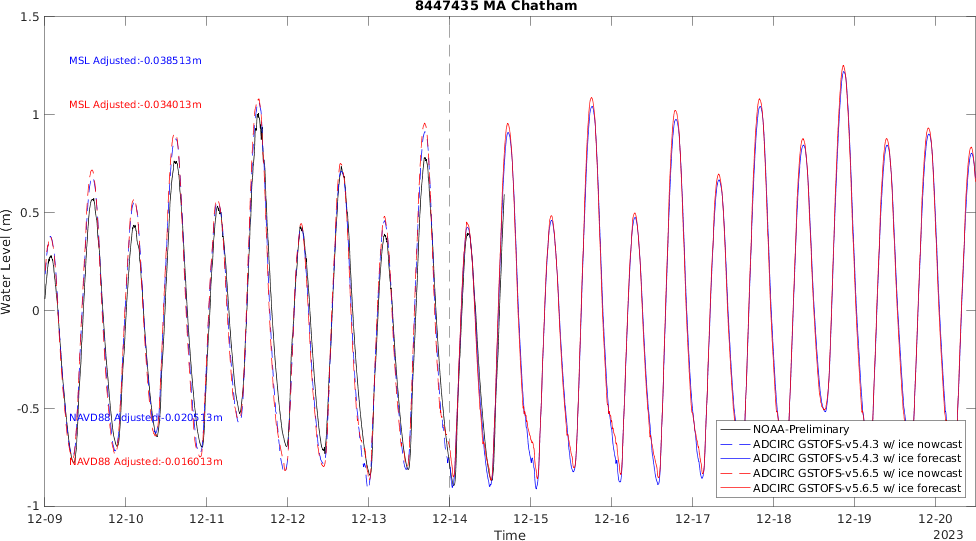 8447435 MA Chatham
1.5
1
0.5
0
-0.5
-1
Water Level (m)
MSL Adjusted:-0.038513m
MSL Adjusted:-0.034013m
NAVD88 Adjusted:-0.020513m
NAVD88 Adjusted:-0.016013m
NOAA-Preliminary
ADCIRC GSTOFS-v5.4.3 w/ ice nowcast
ADCIRC GSTOFS-v5.4.3 w/ ice forecast
ADCIRC GSTOFS-v5.6.5 w/ ice nowcast
ADCIRC GSTOFS-v5.6.5 w/ ice forecast
12-09 12-10 12-11 12-12 12-13 12-14 12-15 12-16 12-17 12-18 12-19 12-20
Time
2023